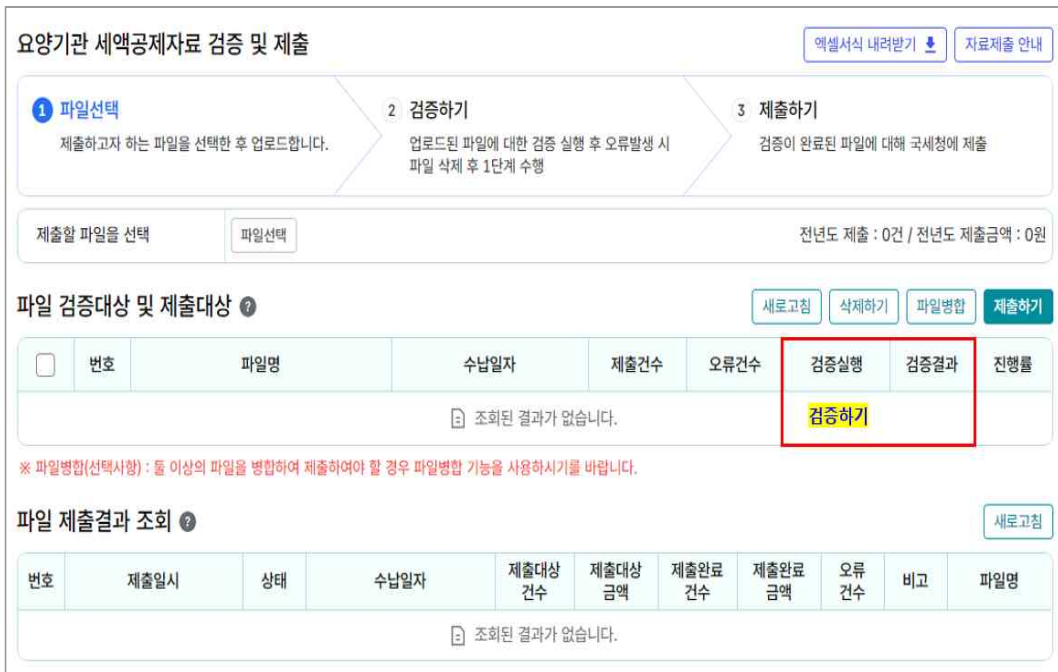 요양기관 세액공제자료 검증 및 제출
엑셀서식 내려받기
자료제출 안내
1 파일선택
제출하고자 하는 파일을 선택한 후 업로드합니다.
2 검증하기
업로드된 파일에 대한 검증 실행 후 오류발생 시
파일 삭제 후 1단계 수행
3 제출하기
검증이 완료된 파일에 대해 국세청에 제출
제출할 파일을 선택
파일선택
전년도 제출 : 0건 / 전년도 제출금액 : 0원
파일 검증대상 및 제출대상 ?
새로고침
삭제하기
파일병합
제출하기
번호 파일명 수납일자 제출건수 오류건수 검증실행 검증결과 진행률
조회된 결과가 없습니다.
검증하기
※ 파일병합(선택사항) : 둘 이상의 파일을 병합하여 제출하여야 할 경우 파일병합 기능을 사용하시기를 바랍니다.
파일 제출결과 조회 ?
새로고침
번호 제출일시 상태 수납일자 제출대상 건수 제출대상 금액 제출완료 건수 제출완료 금액 오류 건수 비고 파일명
조회된 결과가 없습니다.